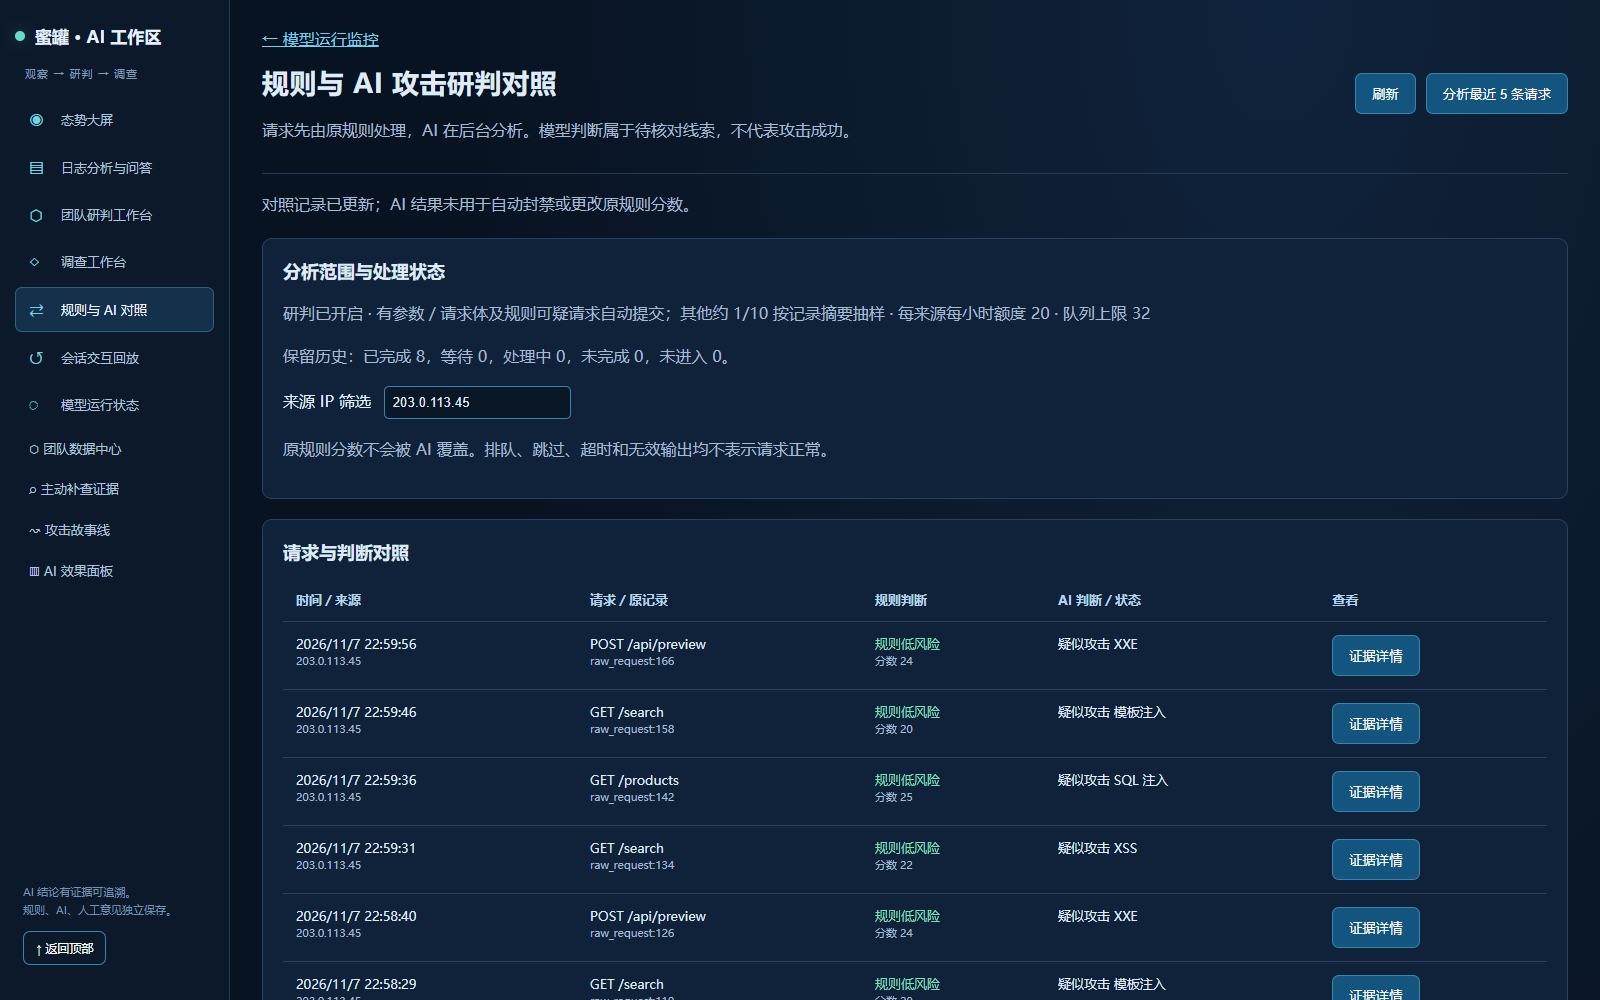 蜜罐 • AI 工作区
观察 → 研判 → 调查
态势大屏
日志分析与问答
团队研判工作台
调查工作台
规则与 AI 对照
会话交互回放
模型运行状态
团队数据中心
主动补查证据
攻击故事线
AI 效果面板
AI 结论有证据可追溯。
规则、AI、人工意见独立保存。
↑ 返回顶部
← 模型运行监控
规则与 AI 攻击研判对照
请求先由原规则处理，AI 在后台分析。模型判断属于待核对线索，不代表攻击成功。
刷新
分析最近 5 条请求
对照记录已更新；AI 结果未用于自动封禁或更改原规则分数。
分析范围与处理状态
研判已开启 · 有参数 / 请求体及规则可疑请求自动提交；其他约 1/10 按记录摘要抽样 · 每来源每小时额度 20 · 队列上限 32
保留历史：已完成 8，等待 0，处理中 0，未完成 0，未进入 0。
来源 IP 筛选 203.0.113.45
原规则分数不会被 AI 覆盖。排队、跳过、超时和无效输出均不表示请求正常。
请求与判断对照
时间 / 来源 请求 / 原记录 规则判断 AI 判断 / 状态 查看
2026/11/7 22:59:56 POST /api/preview 规则低风险 疑似攻击 XXE 证据详情
203.0.113.45 raw_request:166 分数 24
2026/11/7 22:59:46 GET /search 规则低风险 疑似攻击 模板注入 证据详情
203.0.113.45 raw_request:158 分数 20
2026/11/7 22:59:36 GET /products 规则低风险 疑似攻击 SQL 注入 证据详情
203.0.113.45 raw_request:142 分数 25
2026/11/7 22:59:31 GET /search 规则低风险 疑似攻击 XSS 证据详情
203.0.113.45 raw_request:134 分数 22
2026/11/7 22:58:40 POST /api/preview 规则低风险 疑似攻击 XXE 证据详情
203.0.113.45 raw_request:126 分数 24
2026/11/7 22:58:29 GET /search 规则低风险 疑似攻击 模板注入 证据详情